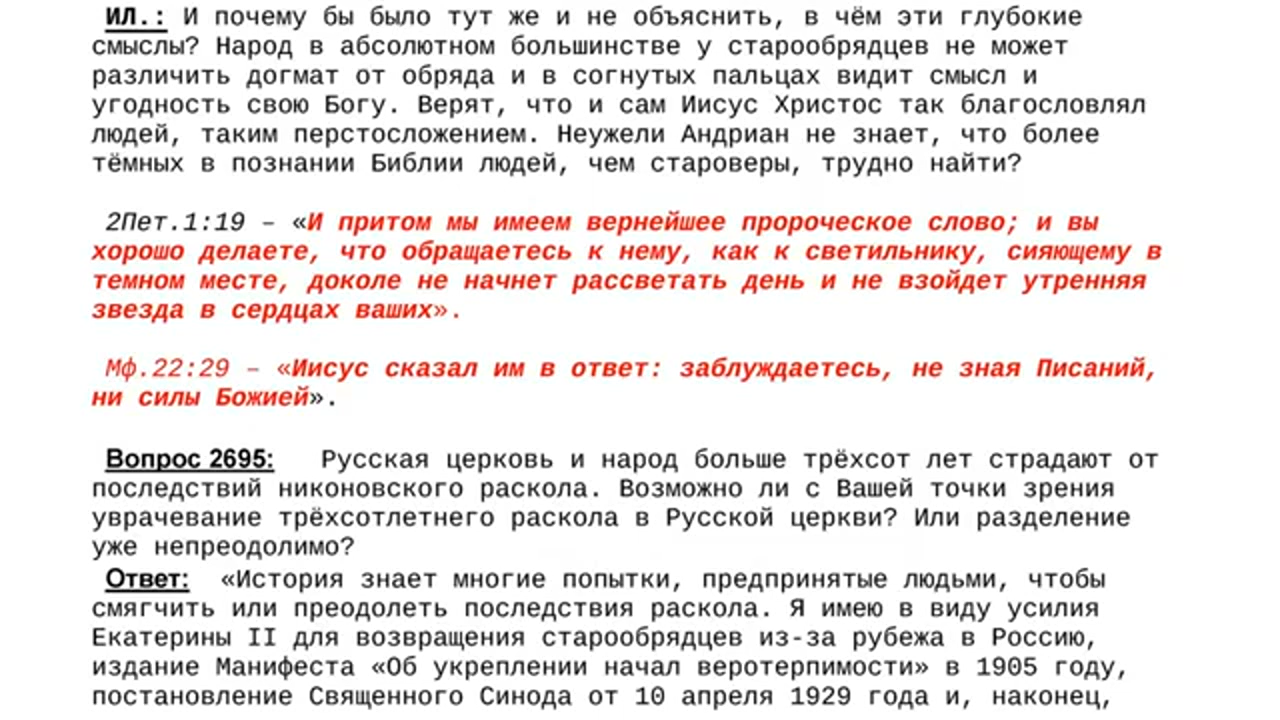 ИЛ.: И почему бы было тут же и не объяснить, в чём эти глубокие
смыслы? Народ в абсолютном большинстве у старообрядцев не может
различить догмат от обряда и в согнутых пальцах видит смысл и
угодность свою Богу. Верят, что и сам Иисус Христос так благословлял
людей, таким перстосложением. Неужели Андриан не знает, что более
тёмных в познании Библии людей, чем староверы, трудно найти?
2Пет.1:19 – «И притом мы имеем вернейшее пророческое слово; и вы
хорошо делаете, что обращаетесь к нему, как к светильнику, сияющему в
темном месте, доколе не начнет рассветать день и не взойдет утренняя
звезда в сердцах ваших».
Мф.22:29 – «Иисус сказал им в ответ: заблуждаетесь, не зная Писаний,
ни силы Божией».
Вопрос 2695: Русская церковь и народ больше трёхсот лет страдают от
последствий никоновского раскола. Возможно ли с Вашей точки зрения
уврачевание трёхсотлетнего раскола в Русской церкви? Или разделение
уже непреодолимо?
Ответ: «История знает многие попытки, предпринятые людьми, чтобы
смягчить или преодолеть последствия раскола. Я имею в виду усилия
Екатерины II для возвращения старообрядцев из-за рубежа в Россию,
издание Манифеста «Об укреплении начал веротерпимости» в 1905 году,
постановление Священного Синода от 10 апреля 1929 года и, наконец,